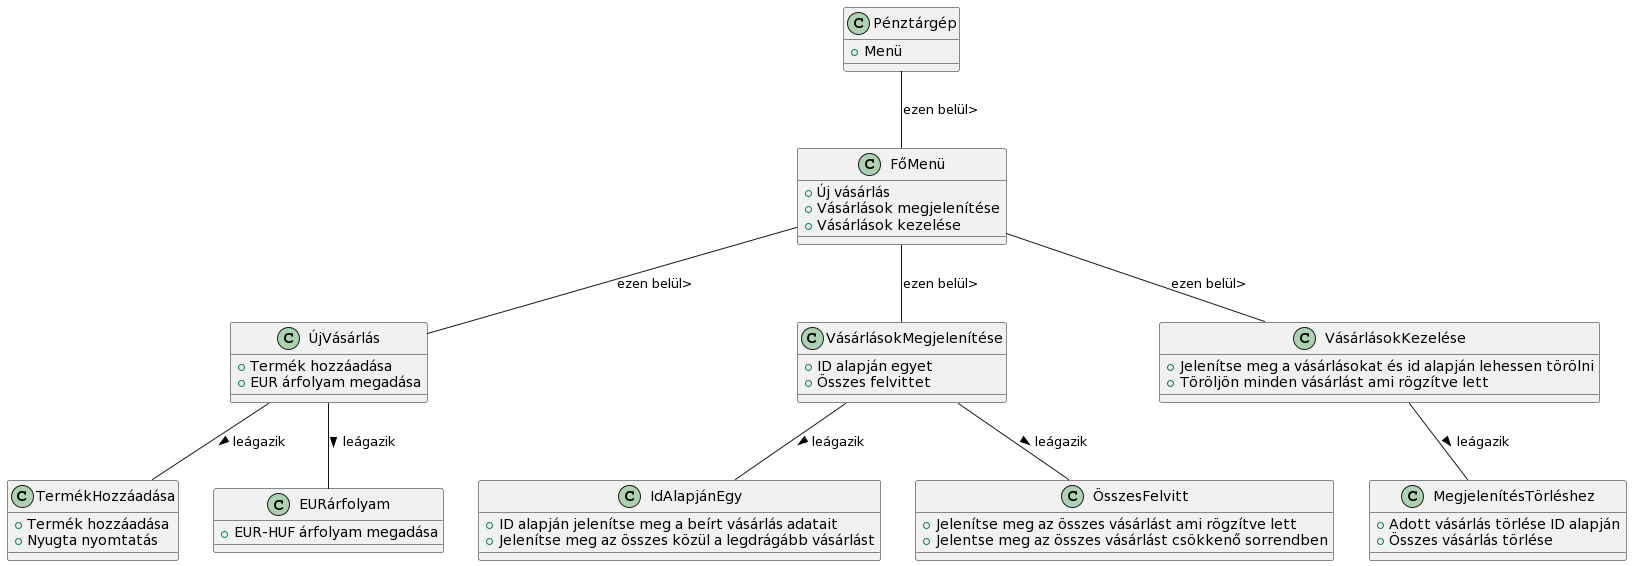 C Pénztárgép
Menü
ezen belül>
C FőMenü
Új vásárlás
Vásárlások megjelenítése
Vásárlások kezelése
ezen belül>
ezen belül>
ezen belül>
C ÚjVásárlás
Termék hozzáadása
EUR árfolyam megadása
C VásárlásokMegjelenítése
ID alapján egyet
Összes felvittet
C VásárlásokKezelése
Jelenítse meg a vásárlásokat és id alapján lehessen törölni
Töröljön minden vásárlást ami rögzítve lett
leágazik
leágazik
leágazik
leágazik
leágazik
C TermékHozzáadása
Termék hozzáadása
Nyugta nyomtatás
C EURárfolyam
EUR-HUF árfolyam megadása
C IdAlapjánEgy
ID alapján jelenítse meg a beírt vásárlás adatait
Jelenítse meg az összes közül a legdrágább vásárlást
C ÖsszesFelvitt
Jelenítse meg az összes vásárlást ami rögzítve lett
Jelentse meg az összes vásárlást csökkenő sorrendben
C MegjelenítésTörléshez
Adott vásárlás törlése ID alapján
Összes vásárlás törlése